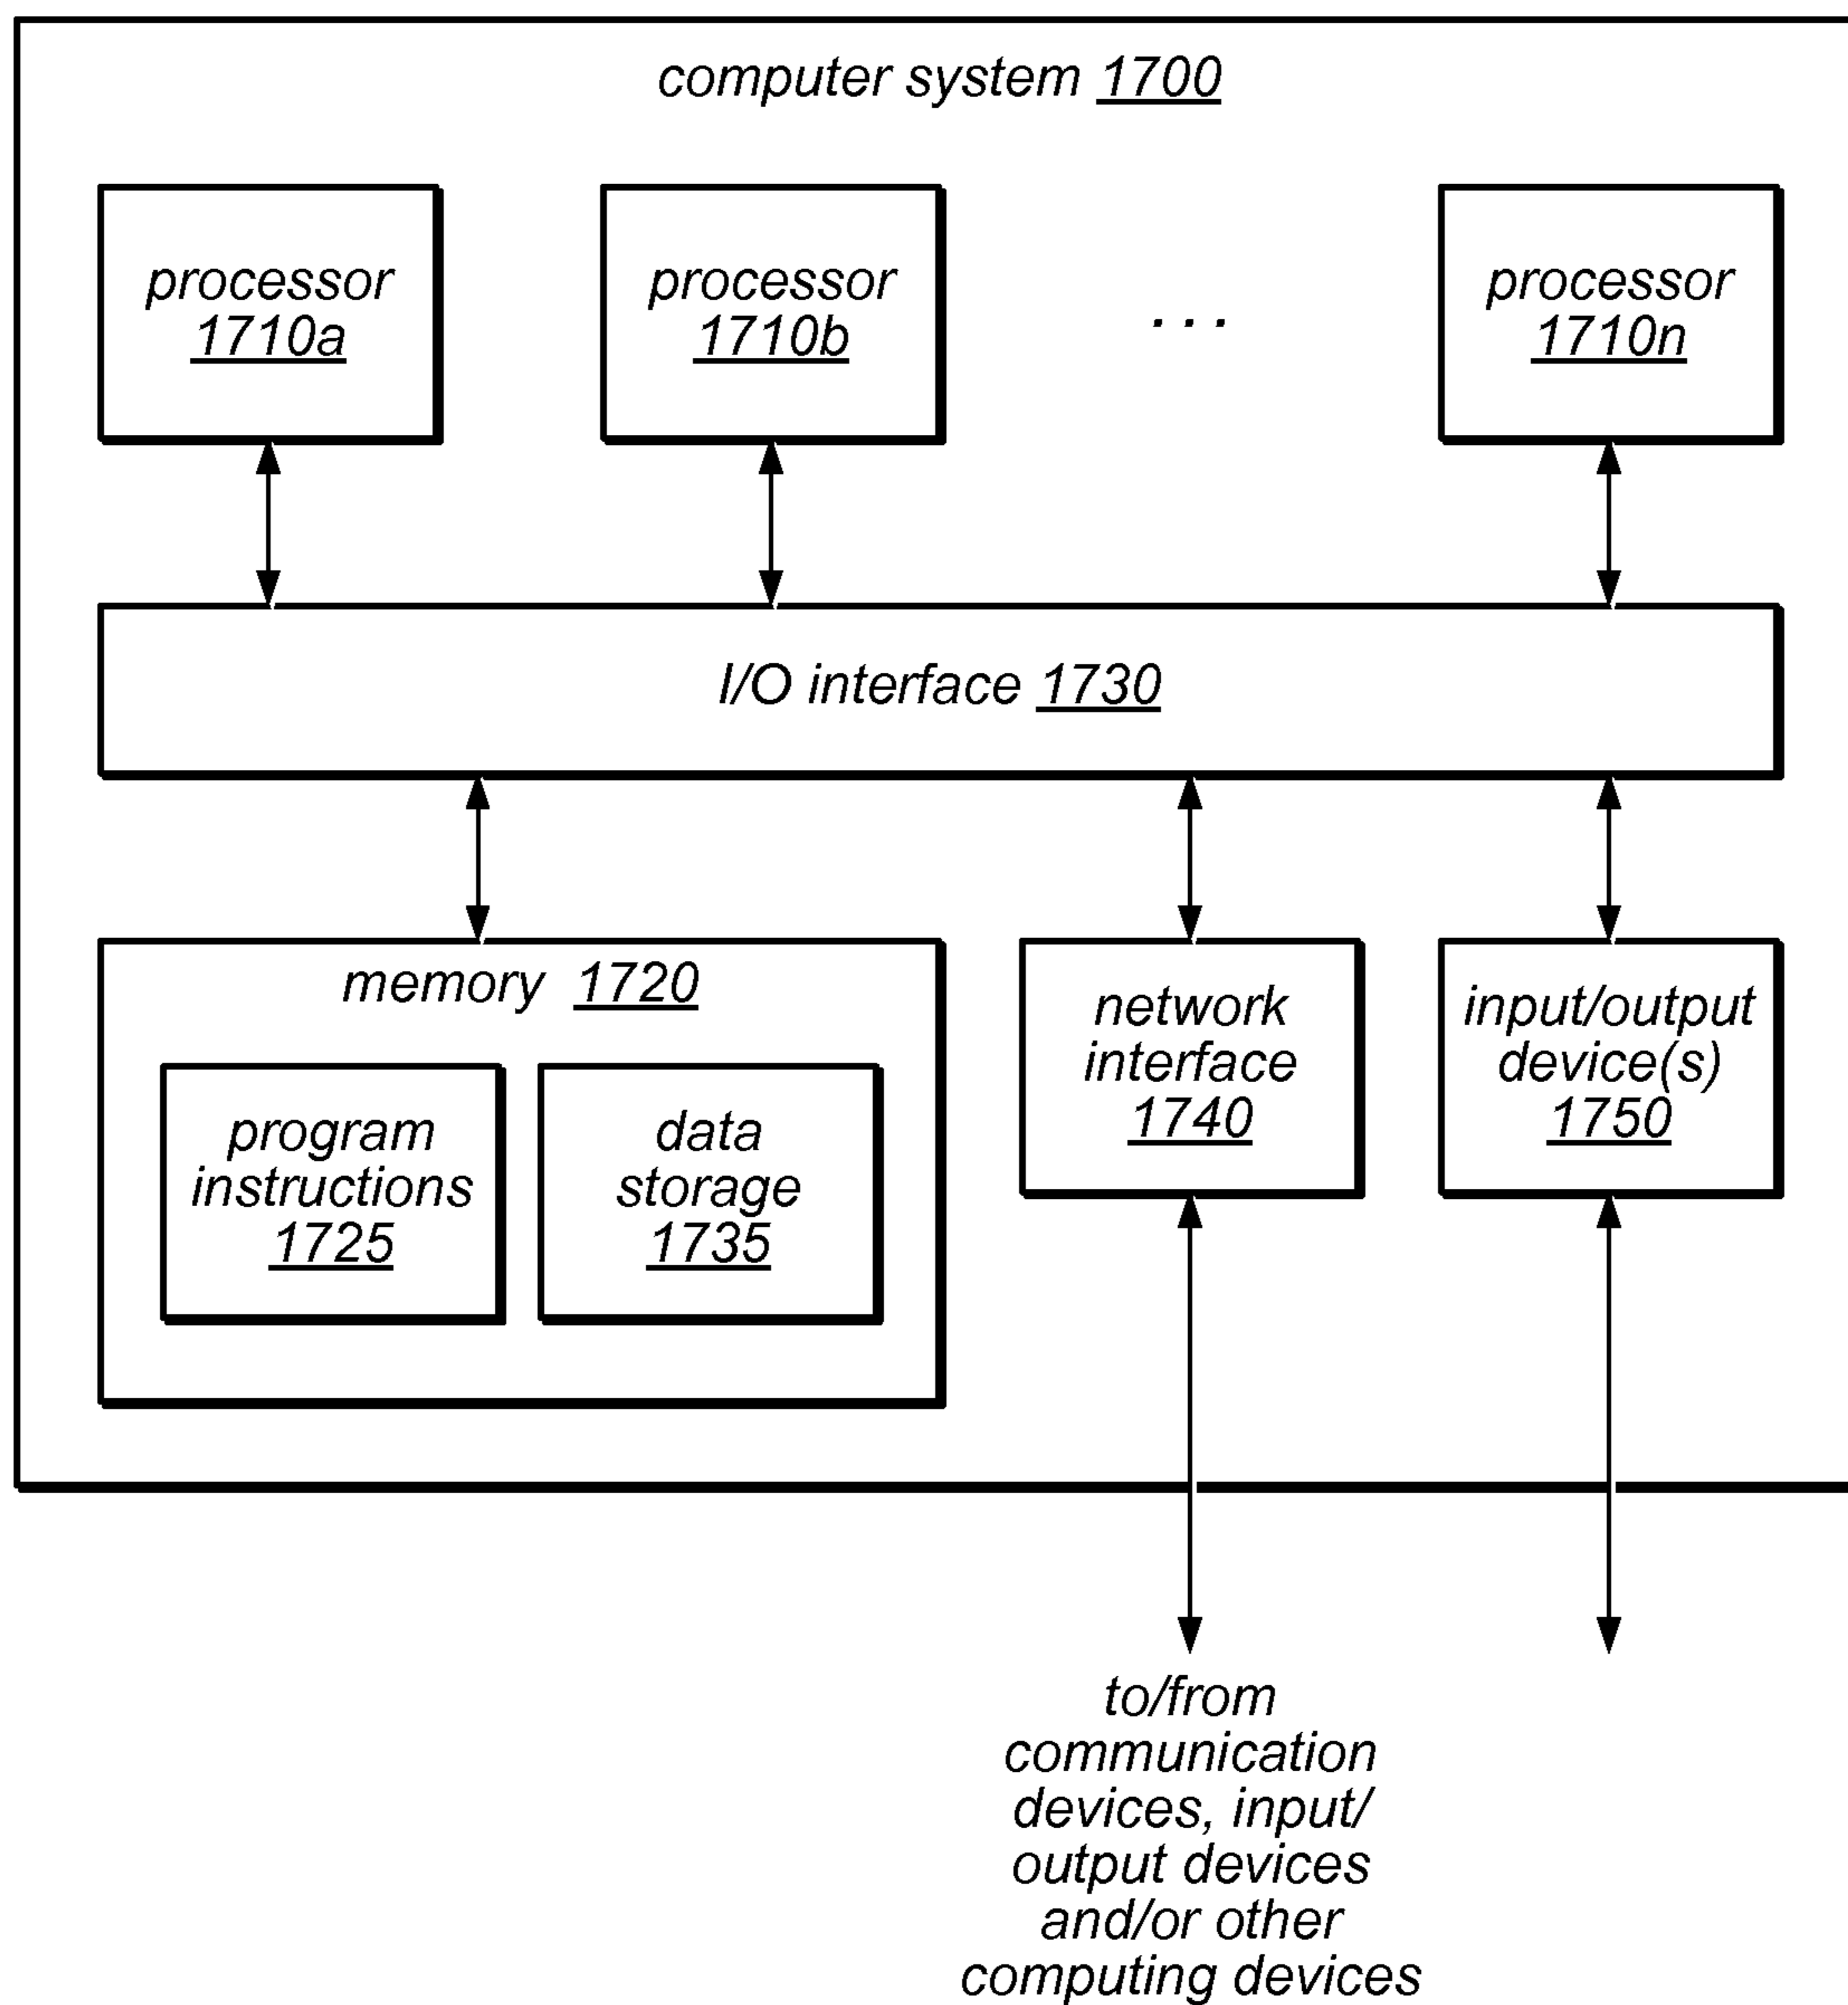 computer system 1700
processor
1710a
processor
1710b
. . .
processor
1710n
I/O interface 1730
memory 1720
program
instructions
1725
data
storage
1735
network
interface
1740
input/output
device(s)
1750
to/from
communication
devices, input/
output devices
and/or other
computing devices